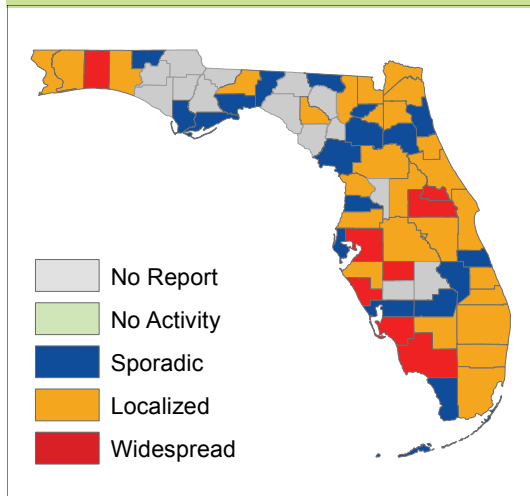 No Report
No Activity
Sporadic
Localized
Widespread